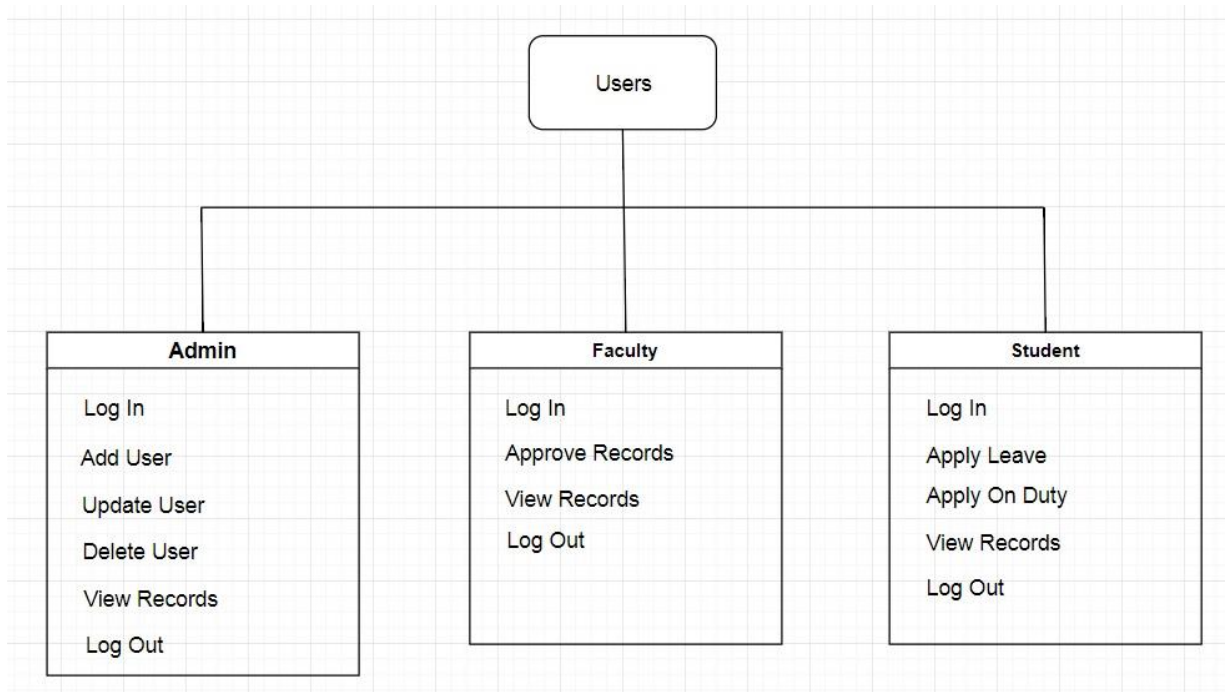 Users
Admin
Log In
Add User
Update User
Delete User
View Records
Log Out
Faculty
Log In
Approve Records
View Records
Log Out
Student
Log In
Apply Leave
Apply On Duty
View Records
Log Out